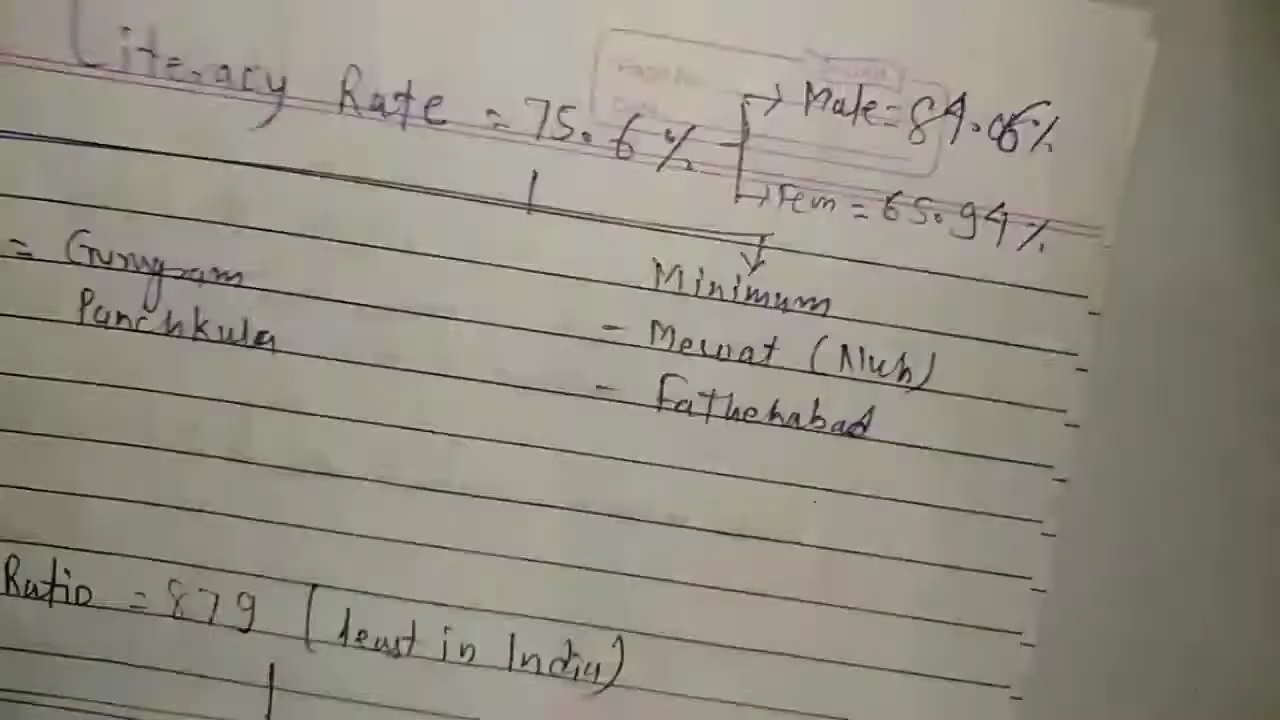 Literacy Rate = 75.6% → Male = 84.06%
→ Fem = 65.94%
Minimum
= Gurugram
Panchkula
- Mewat (Nuh)
- Fathehabad
Ratio = 879 (least in India)